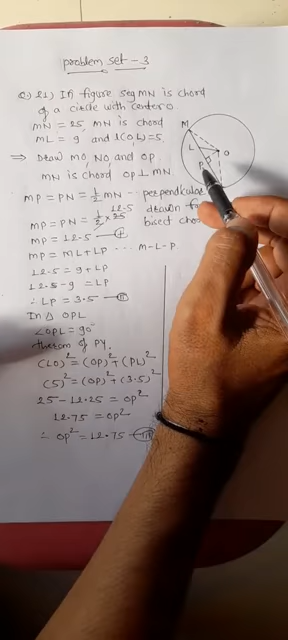 problem set - 3
Q.) 21) In figure seg MN is chord
of a circle with center O.
MN = 25, MN is chord
ML = 9 and l(O,L) = 5.
⇒ Draw MO, NO, and OP.
MN is chord OP ⊥ MN.
MP = PN = 1/2 MN -- perpendicular
drawn
MP = PN = 1/2 × 25 12.5
bisect chord
MP = 12.5 — I
MP = ML + LP ... M-L-P
12.5 = 9 + LP
12.5 - 9 = LP
∴ LP = 3.5 — II
In △ OPL
∠OPL = 90°
of PY.
(LO)² = (OP)² + (PL)²
(5)² = (OP)² + (3.5)²
25 - 12.25 = OP²
12.75 = OP²
∴ OP² = 12.75 — III
M
L
O
P